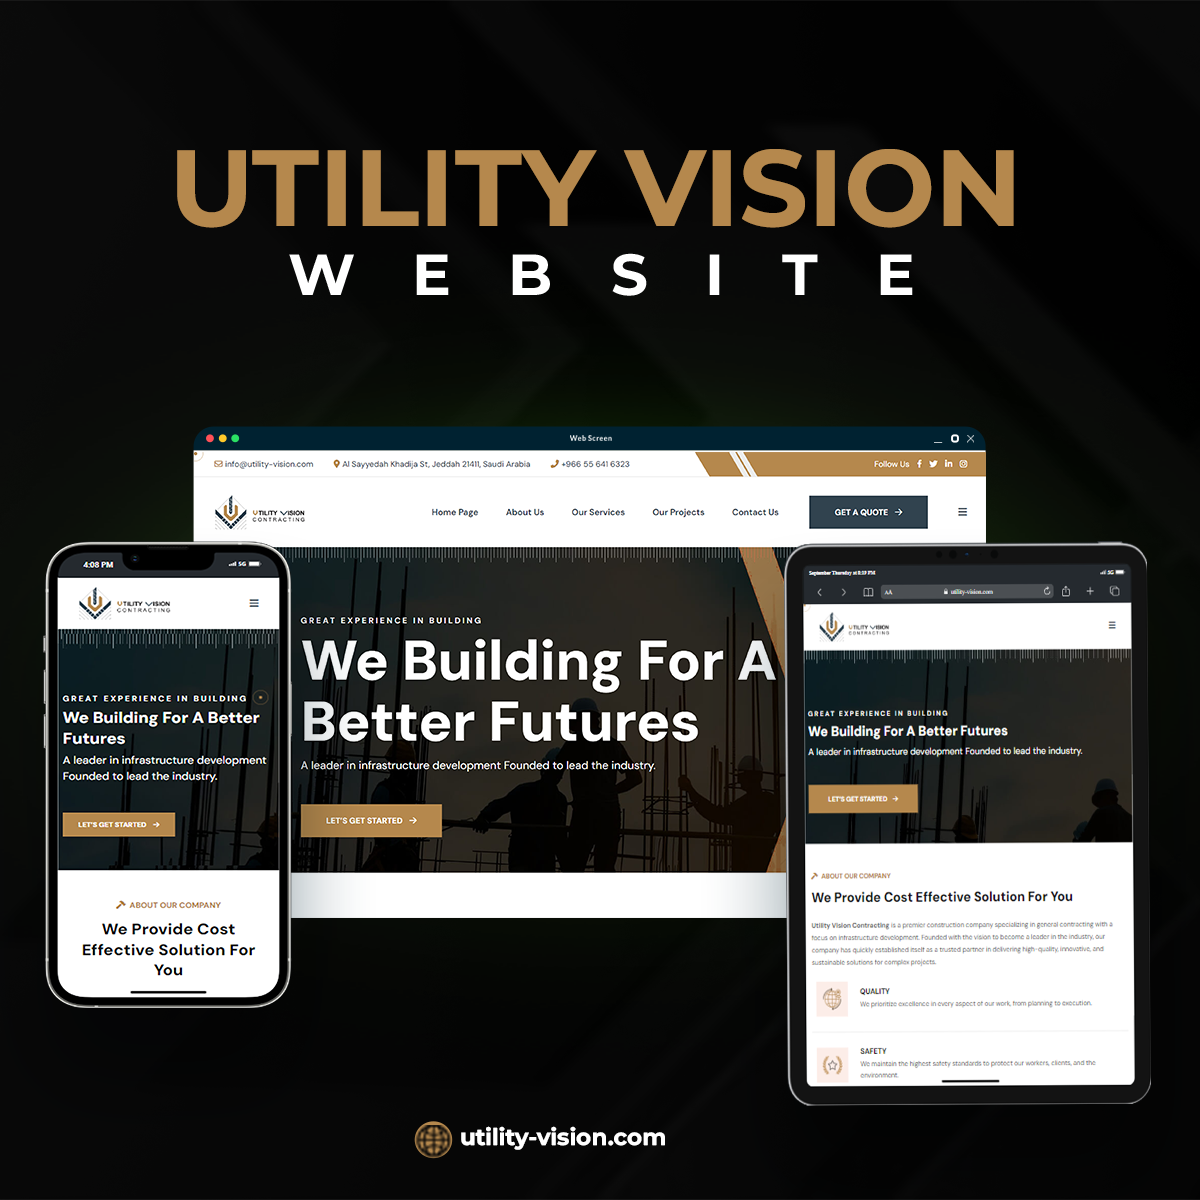 UTILITY VISION
WEBSITE
Web Screen
info@utility-vision.com
Al Sayyedah Khadija St, Jeddah 21411, Saudi Arabia
+966 55 641 6323
Follow Us
UTILITY VISION
CONTRACTING
Home Page
About Us
Our Services
Our Projects
Contact Us
GET A QUOTE
GREAT EXPERIENCE IN BUILDING
We Building For A
Better Futures
A leader in infrastructure development Founded to lead the industry.
LET'S GET STARTED
4:08 PM
5G
UTILITY VISION
CONTRACTING
GREAT EXPERIENCE IN BUILDING
We Building For A Better
Futures
A leader in infrastructure development
Founded to lead the industry.
LET'S GET STARTED
ABOUT OUR COMPANY
We Provide Cost
Effective Solution For
You
September Thursday at 8:19 PM
5G
AA
utility-vision.com
UTILITY VISION
CONTRACTING
GREAT EXPERIENCE IN BUILDING
We Building For A Better Futures
A leader in infrastructure development Founded to lead the industry.
LET'S GET STARTED
ABOUT OUR COMPANY
We Provide Cost Effective Solution For You
Utility Vision Contracting is a premier construction company specializing in general contracting with a
focus on infrastructure development. Founded with the vision to become a leader in the industry, our
company has quickly established itself as a trusted partner in delivering high-quality, innovative, and
sustainable solutions for complex projects.
QUALITY
We prioritize excellence in every aspect of our work, from planning to execution.
SAFETY
We maintain the highest safety standards to protect our workers, clients, and the
environment.
utility-vision.com